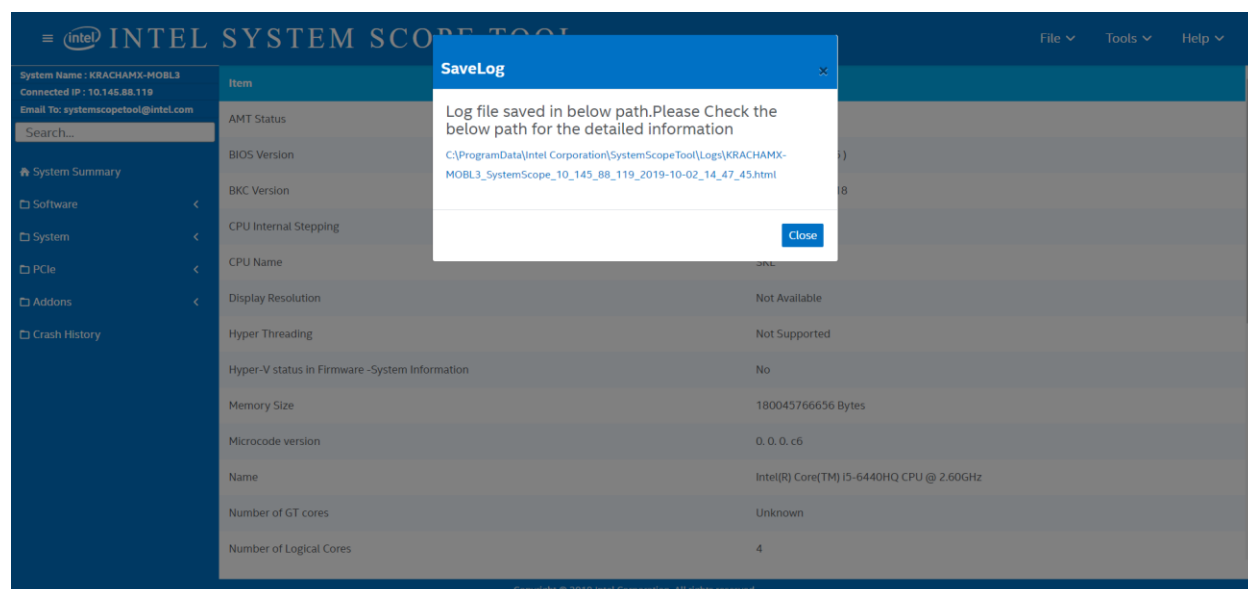 ≡ intel INTEL SYSTEM SCOPE TOOL
File Tools Help
System Name : KRACHAMX-MOBL3
Connected IP : 10.145.88.119
Email To: systemscopetool@intel.com
Search...
System Summary
Software
System
PCIe
Addons
Crash History
SaveLog ×
Log file saved in below path.Please Check the
below path for the detailed information
C:\ProgramData\Intel Corporation\SystemScopeTool\Logs\KRACHAMX-
MOBL3_SystemScope_10_145_88_119_2019-10-02_14_47_45.html
Close
Item
AMT Status
BIOS Version )
BKC Version 18
CPU Internal Stepping
CPU Name SKL
Display Resolution Not Available
Hyper Threading Not Supported
Hyper-V status in Firmware -System Information No
Memory Size 180045766656 Bytes
Microcode version 0. 0. 0. c6
Name Intel(R) Core(TM) i5-6440HQ CPU @ 2.60GHz
Number of GT cores Unknown
Number of Logical Cores 4